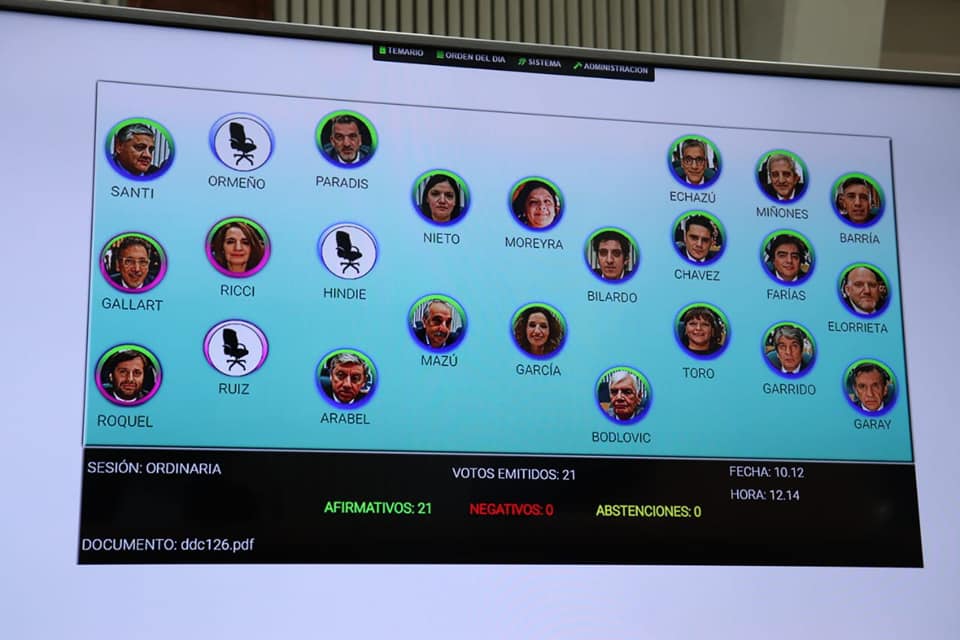 TEMARIO ORDEN DEL DIA SISTEMA ADMINISTRACION
SANTI ORMEÑO PARADIS ECHAZÚ MIÑONES BARRÍA
NIETO MOREYRA
GALLART RICCI HINDIE BILARDO CHAVEZ FARÍAS ELORRIETA
MAZÚ GARCÍA TORO GARRIDO
ROQUEL RUIZ ARABEL BODLOVIC GARAY
SESIÓN: ORDINARIA VOTOS EMITIDOS: 21 FECHA: 10.12
HORA: 12.14
AFIRMATIVOS: 21 NEGATIVOS: 0 ABSTENCIONES: 0
DOCUMENTO: ddc126.pdf